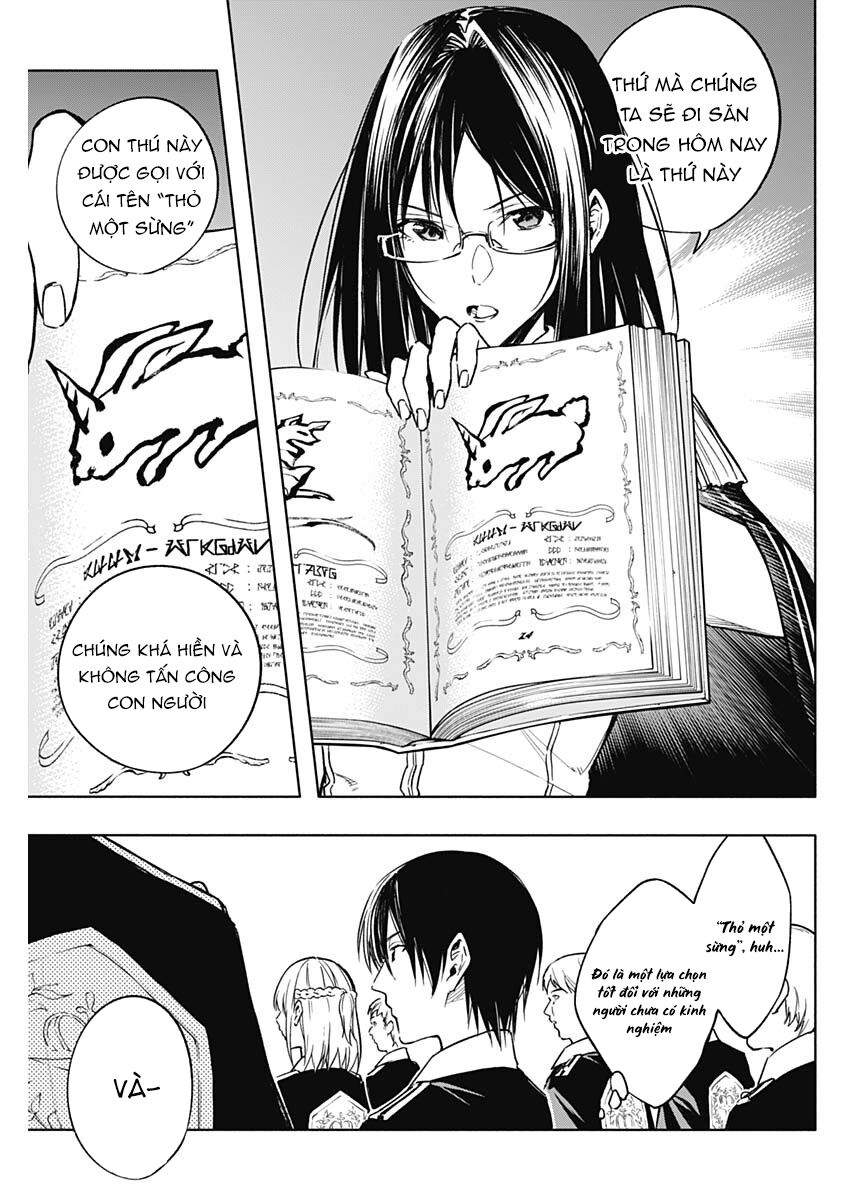 THỨ MÀ CHÚNG
TA SẼ ĐI SĂN
TRONG HÔM NAY
LÀ THỨ NÀY
CON THÚ NÀY
ĐƯỢC GỌI VỚI
CÁI TÊN "THỎ
MỘT SỪNG"
CHÚNG KHÁ HIỀN VÀ
KHÔNG TẤN CÔNG
CON NGƯỜI
"Thỏ một
sừng", huh...
Đó là một lựa chọn
tốt đối với những
người chưa có kinh
nghiệm
VÀ-